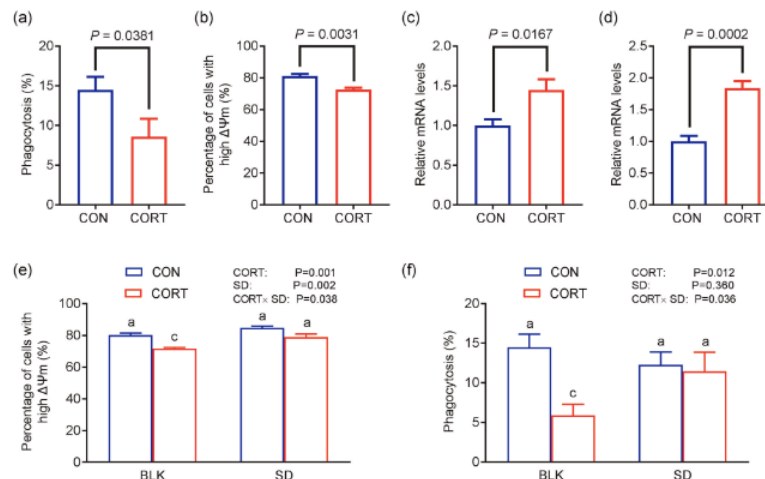 (a)
P = 0.0381
Phagocytosis (%)
20
15
10
5
0
CON CORT
(b)
P = 0.0031
Percentage of cells with
high ΔΨm (%)
100
80
60
40
20
0
CON CORT
(c)
P = 0.0167
Relative mRNA levels
2.0
1.5
1.0
0.5
0.0
CON CORT
(d)
P = 0.0002
Relative mRNA levels
2.5
2.0
1.5
1.0
0.5
0.0
CON CORT
(e)
CON
CORT
CORT: P=0.001
SD: P=0.002
CORT× SD: P=0.038
Percentage of cells with
high ΔΨm (%)
100
80
60
40
20
0
a c a a
BLK SD
(f)
CON
CORT
CORT: P=0.012
SD: P=0.360
CORT× SD: P=0.036
Phagocytosis (%)
20
15
10
5
0
a c a a
BLK SD